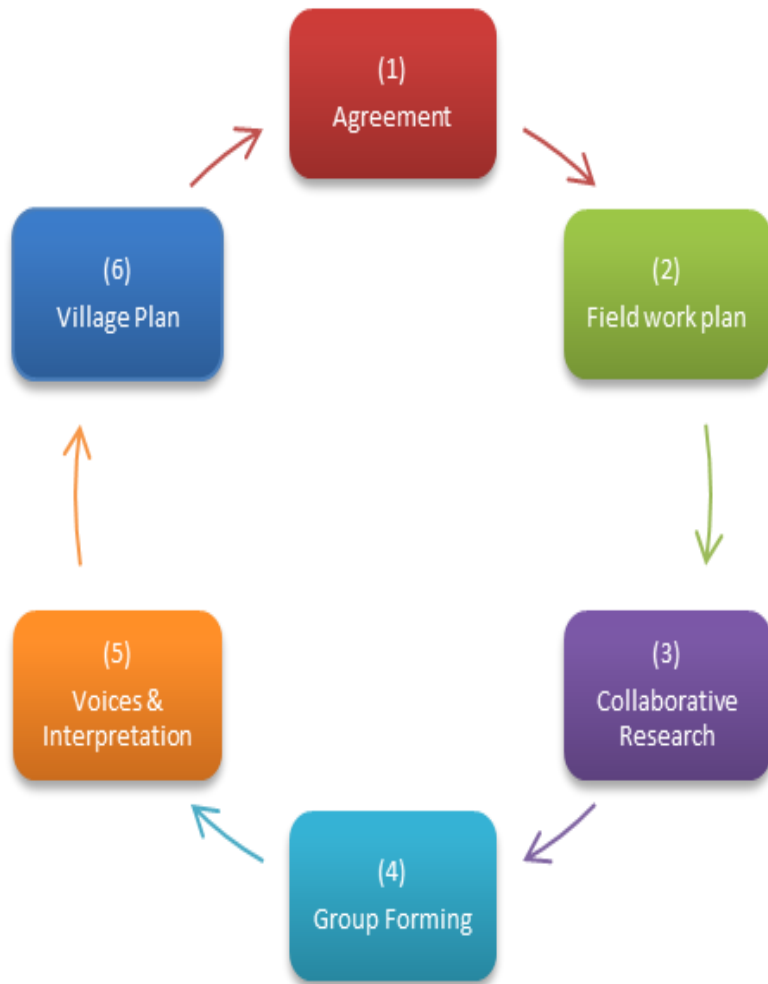 (1)
Agreement
(2)
Field work plan
(3)
Collaborative
Research
(4)
Group Forming
(5)
Voices &
Interpretation
(6)
Village Plan